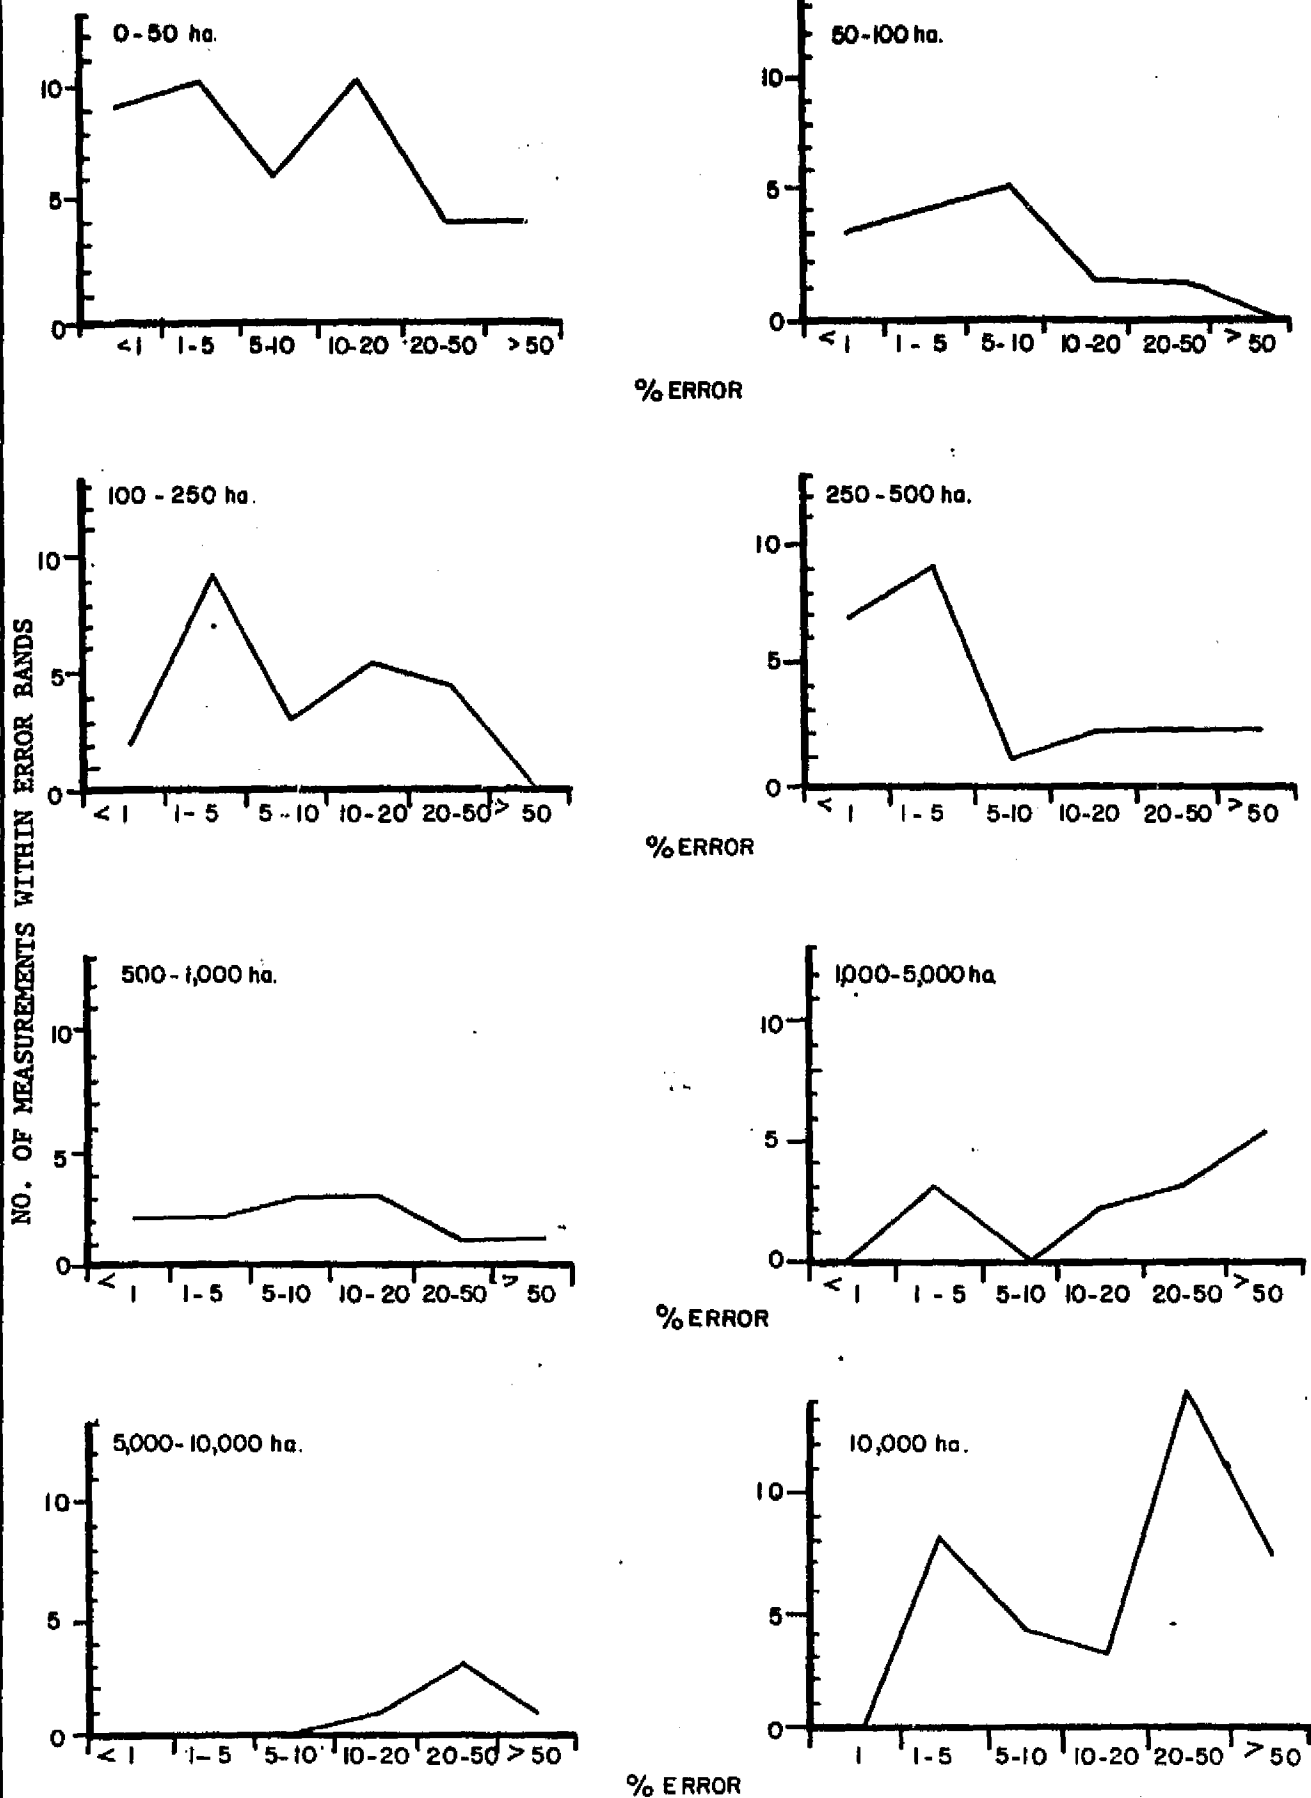 0-50 ha.
10
5
0
<1 1-5 5-10 10-20 20-50 >50
50-100 ha.
10
5
0
< 1 1-5 5-10 10-20 20-50 > 50
% ERROR
100-250 ha.
10
5
0
< 1 1-5 5-10 10-20 20-50 > 50
250-500 ha.
10
5
0
< 1 1-5 5-10 10-20 20-50 > 50
% ERROR
NO. OF MEASUREMENTS WITHIN ERROR BANDS
500-1,000 ha.
10
5
0
< 1 1-5 5-10 10-20 20-50 > 50
1,000-5,000 ha
10
5
0
< 1 1-5 5-10 10-20 20-50 > 50
% ERROR
5,000-10,000 ha.
10
5
0
< 1 1-5 5-10 10-20 20-50 > 50
10,000 ha.
10
5
0
1 1-5 5-10 10-20 20-50 > 50
% ERROR